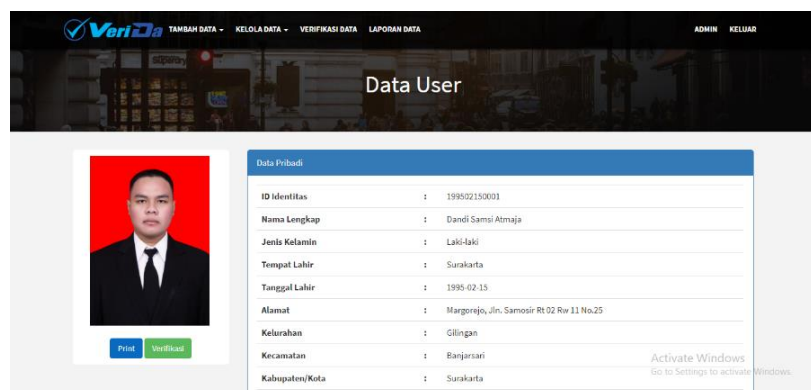 VeriDa TAMBAH DATA KELOLA DATA VERIFIKASI DATA LAPORAN DATA ADMIN KELUAR
Superdry
Data User
Data Pribadi
ID Identitas : 199502150001
Nama Lengkap : Dandi Samsi Atmaja
Jenis Kelamin : Laki-laki
Tempat Lahir : Surakarta
Tanggal Lahir : 1995-02-15
Alamat : Margorejo, Jln. Samosir Rt 02 Rw 11 No.25
Kelurahan : Gilingan
Kecamatan : Banjarsari
Kabupaten/Kota : Surakarta
Print Verifikasi
Activate Windows
Go to Settings to activate Windows.